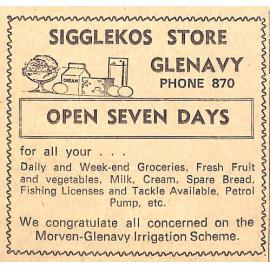 SIGGLEKOS STORE
GLENAVY
PHONE 870
CREAM
OPEN SEVEN DAYS
for all your . . .
Daily and Week-end Groceries, Fresh Fruit
and vegetables, Milk, Cream, Spare Bread,
Fishing Licenses and Tackle Available, Petrol
Pump, etc.
We congratulate all concerned on the
Morven-Glenavy Irrigation Scheme.